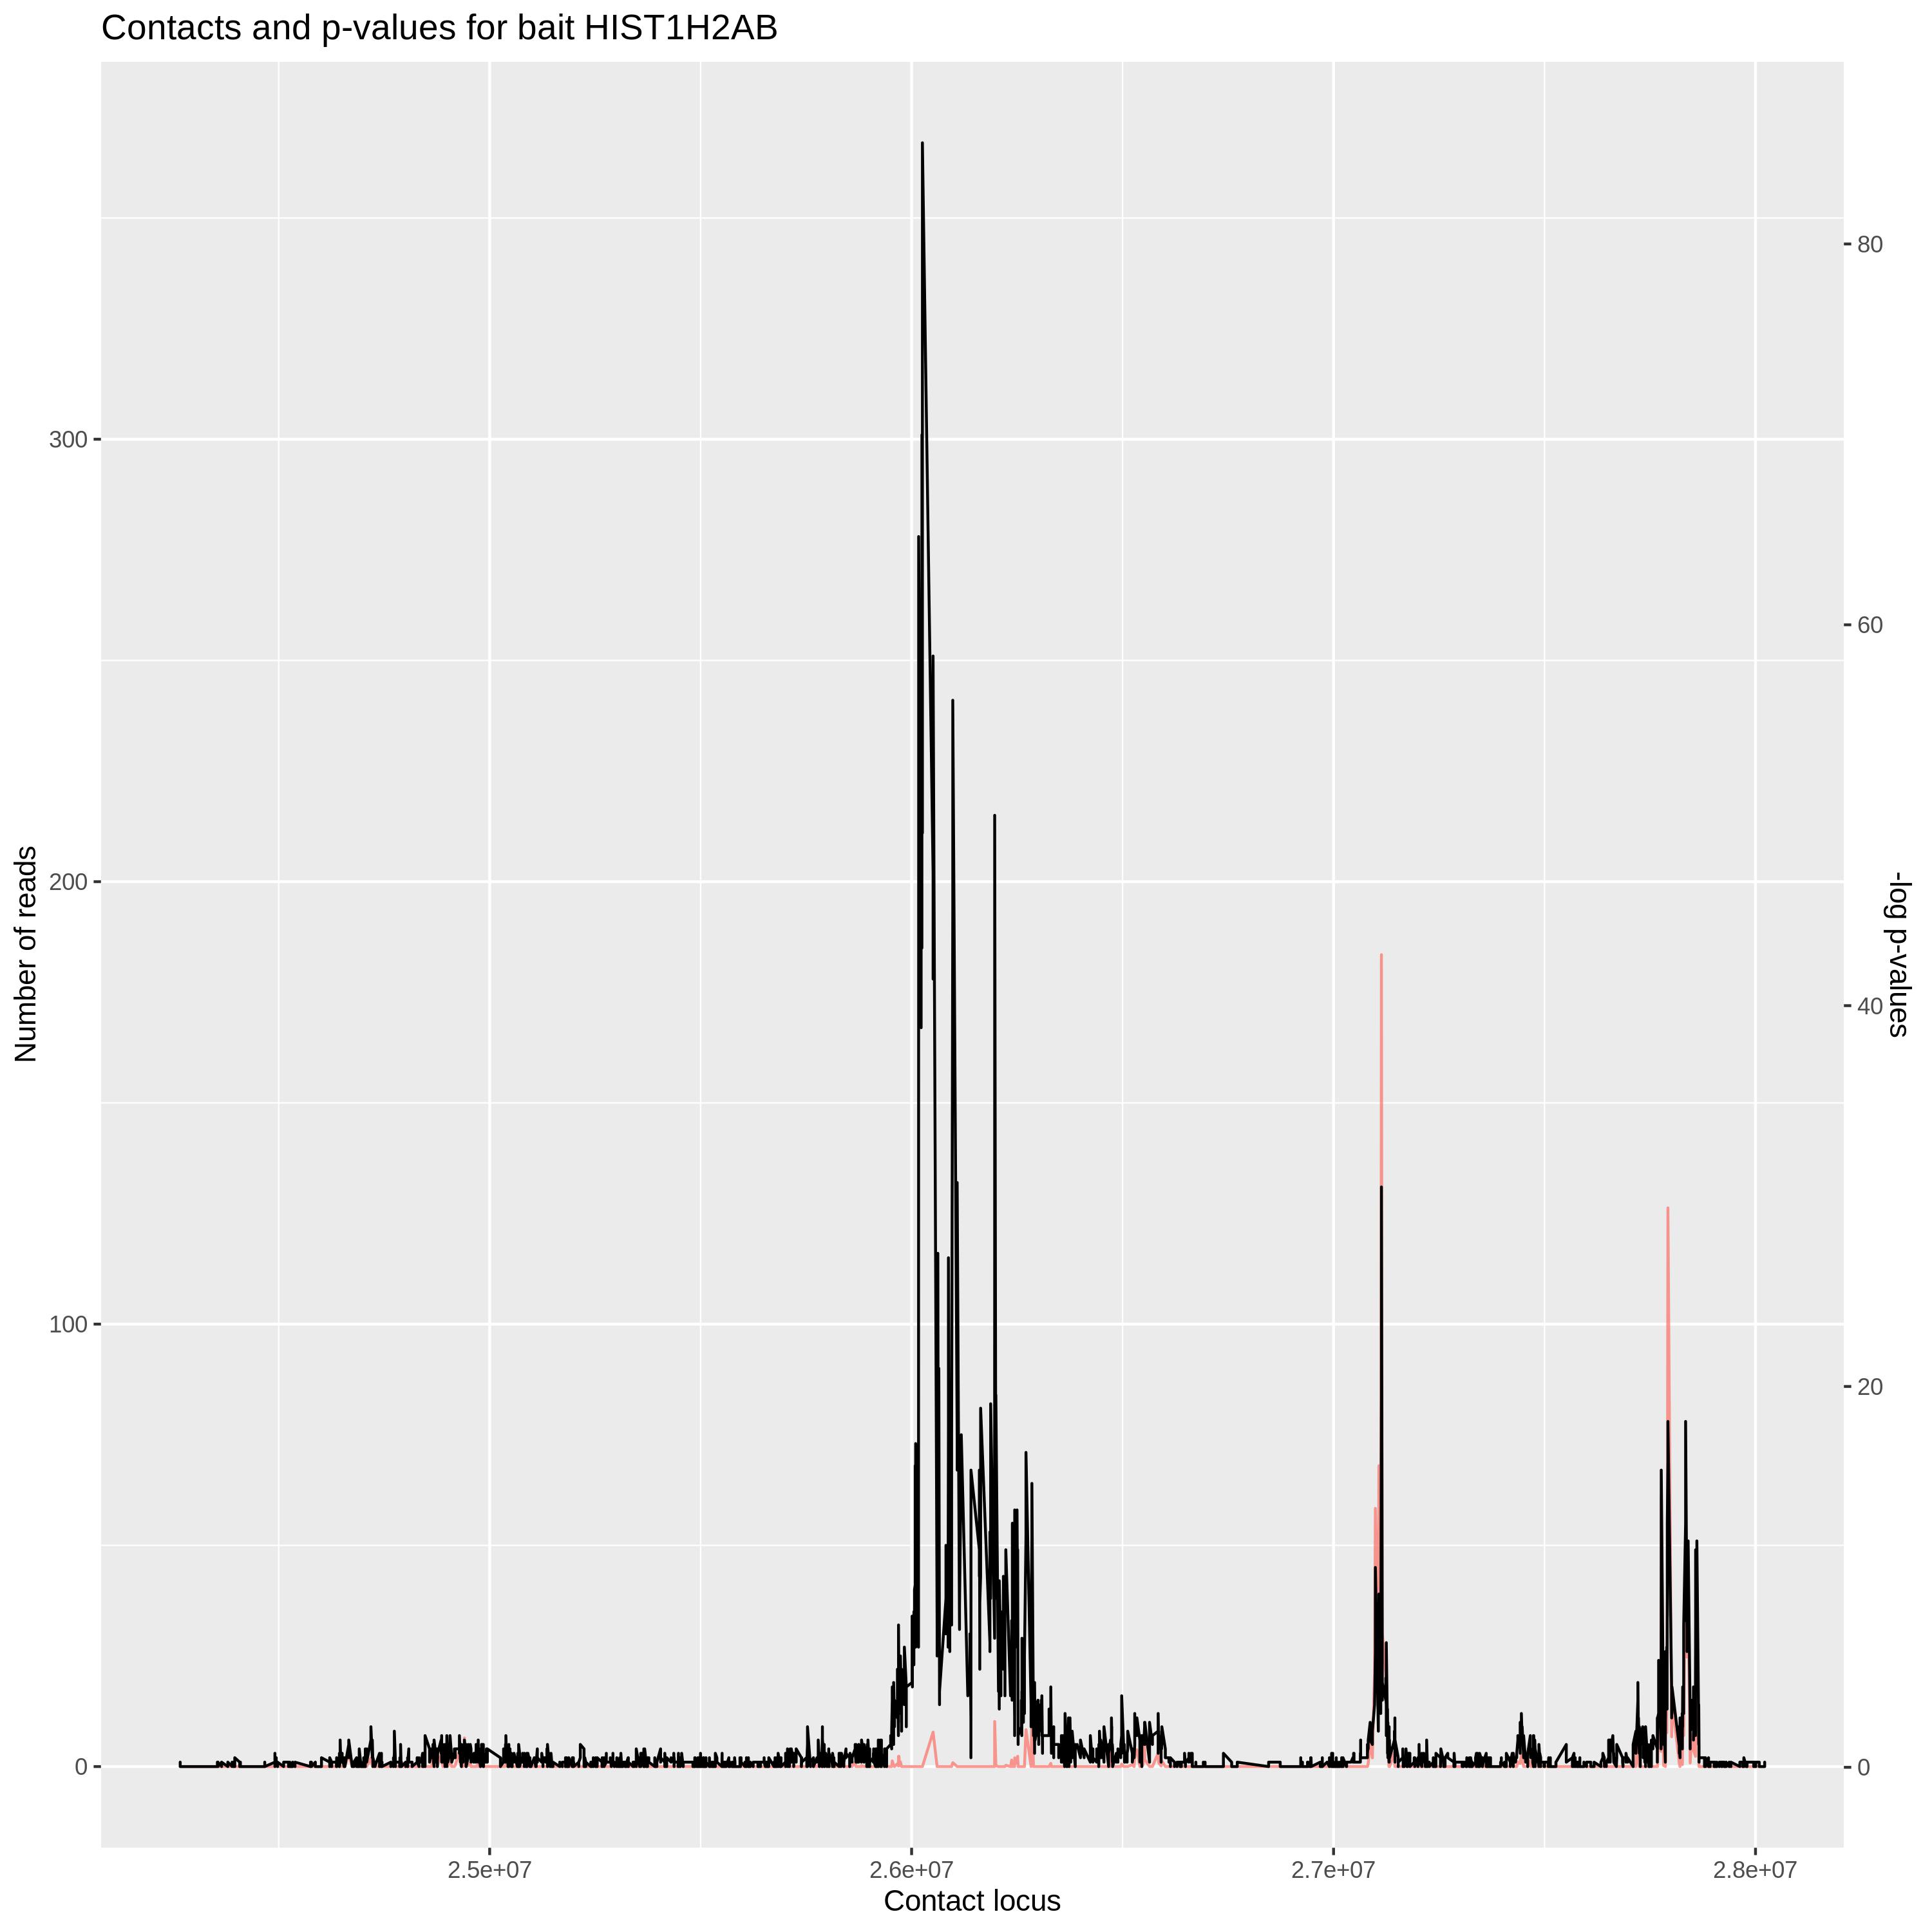 Contacts and p-values for bait HIST1H2AB
Number of reads
300
200
100
0
80
60
40
20
0
-log p-values
2.5e+07
2.6e+07
2.7e+07
2.8e+07
Contact locus